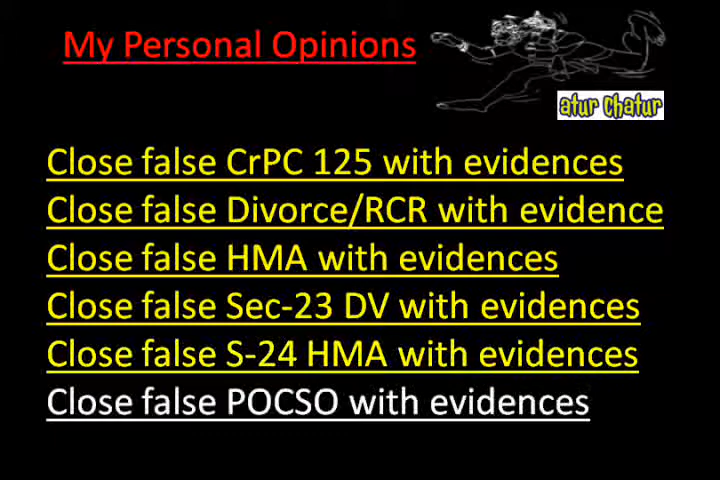 My Personal Opinions
atur Chatur
Close false CrPC 125 with evidences
Close false Divorce/RCR with evidence
Close false HMA with evidences
Close false Sec-23 DV with evidences
Close false S-24 HMA with evidences
Close false POCSO with evidences